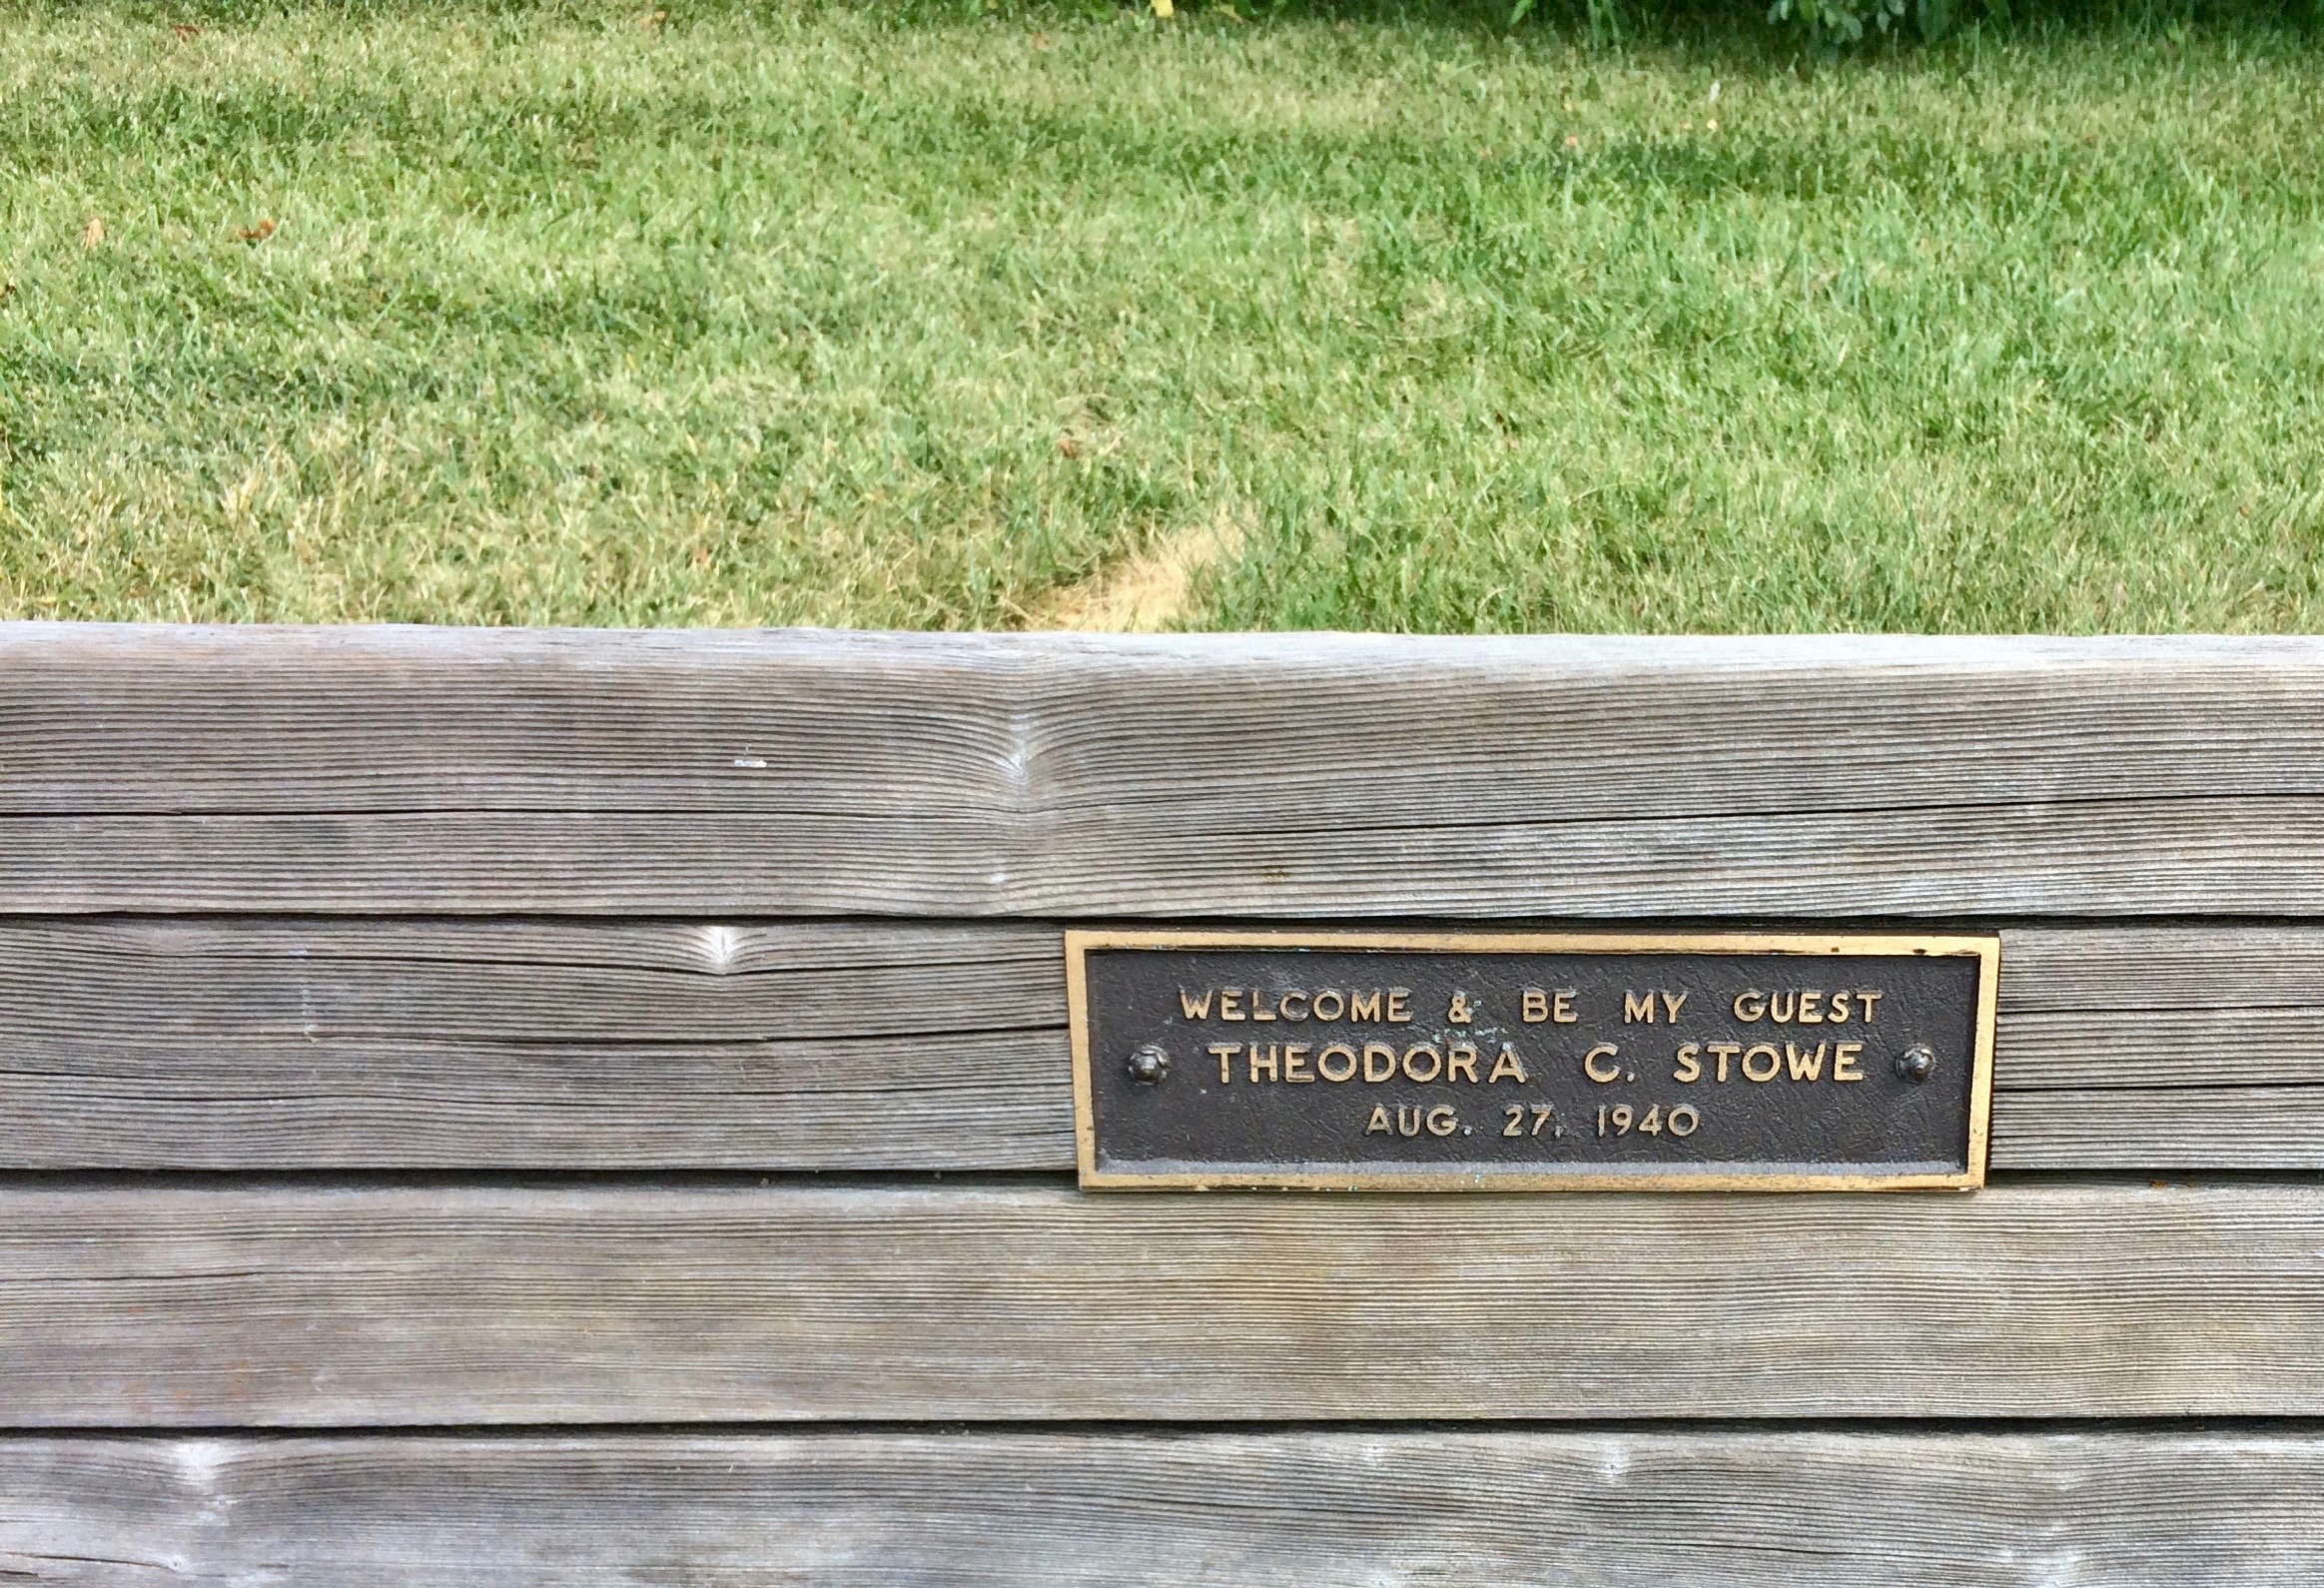 WELCOME & BE MY GUEST
THEODORA C. STOWE
AUG. 27, 1940